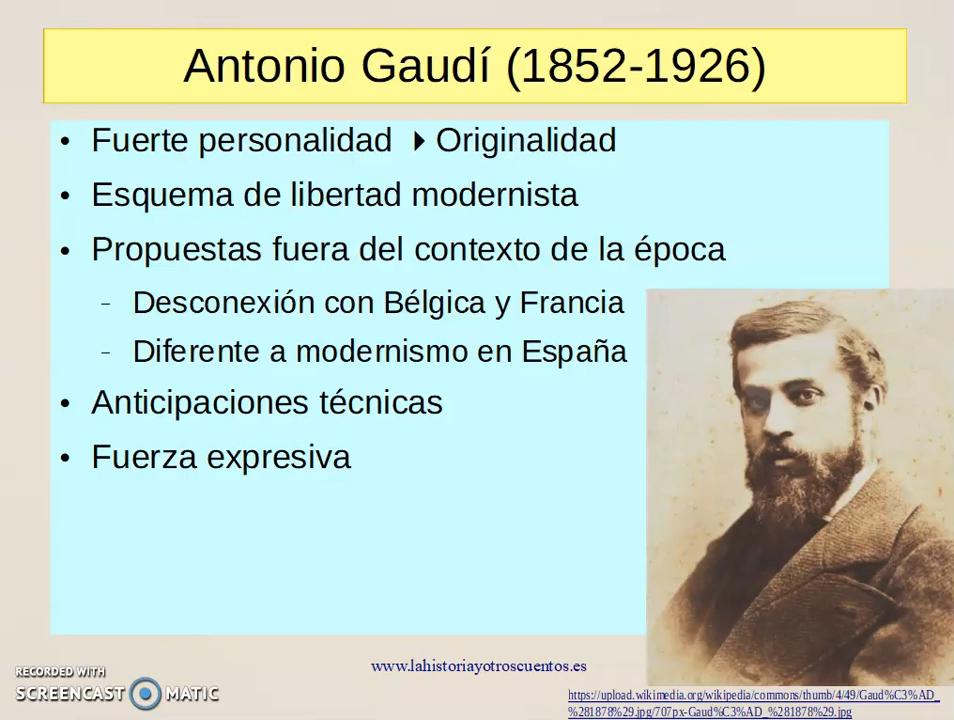 Antonio Gaudí (1852-1926)
• Fuerte personalidad ▶ Originalidad
• Esquema de libertad modernista
• Propuestas fuera del contexto de la época
– Desconexión con Bélgica y Francia
– Diferente a modernismo en España
• Anticipaciones técnicas
• Fuerza expresiva
www.lahistoriayotroscuentos.es
RECORDED WITH
SCREENCAST MATIC
https://upload.wikimedia.org/wikipedia/commons/thumb/4/49/Gaud%C3%AD_
%281878%29.jpg/707px-Gaud%C3%AD_%281878%29.jpg